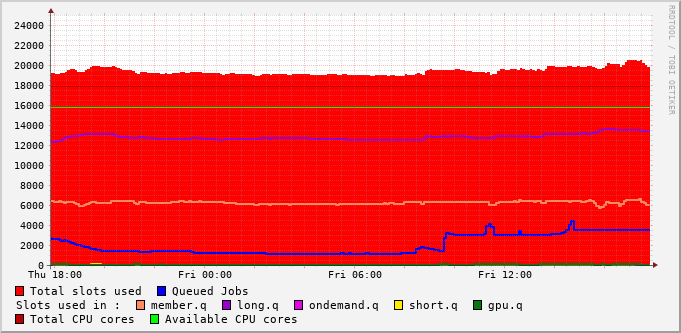 24000
22000
20000
18000
16000
14000
12000
10000
8000
6000
4000
2000
0
Thu 18:00 Fri 00:00 Fri 06:00 Fri 12:00
Total slots used Queued Jobs
Slots used in : member.q long.q ondemand.q short.q gpu.q
Total CPU cores Available CPU cores
RRDTOOL / TOBI OETIKER